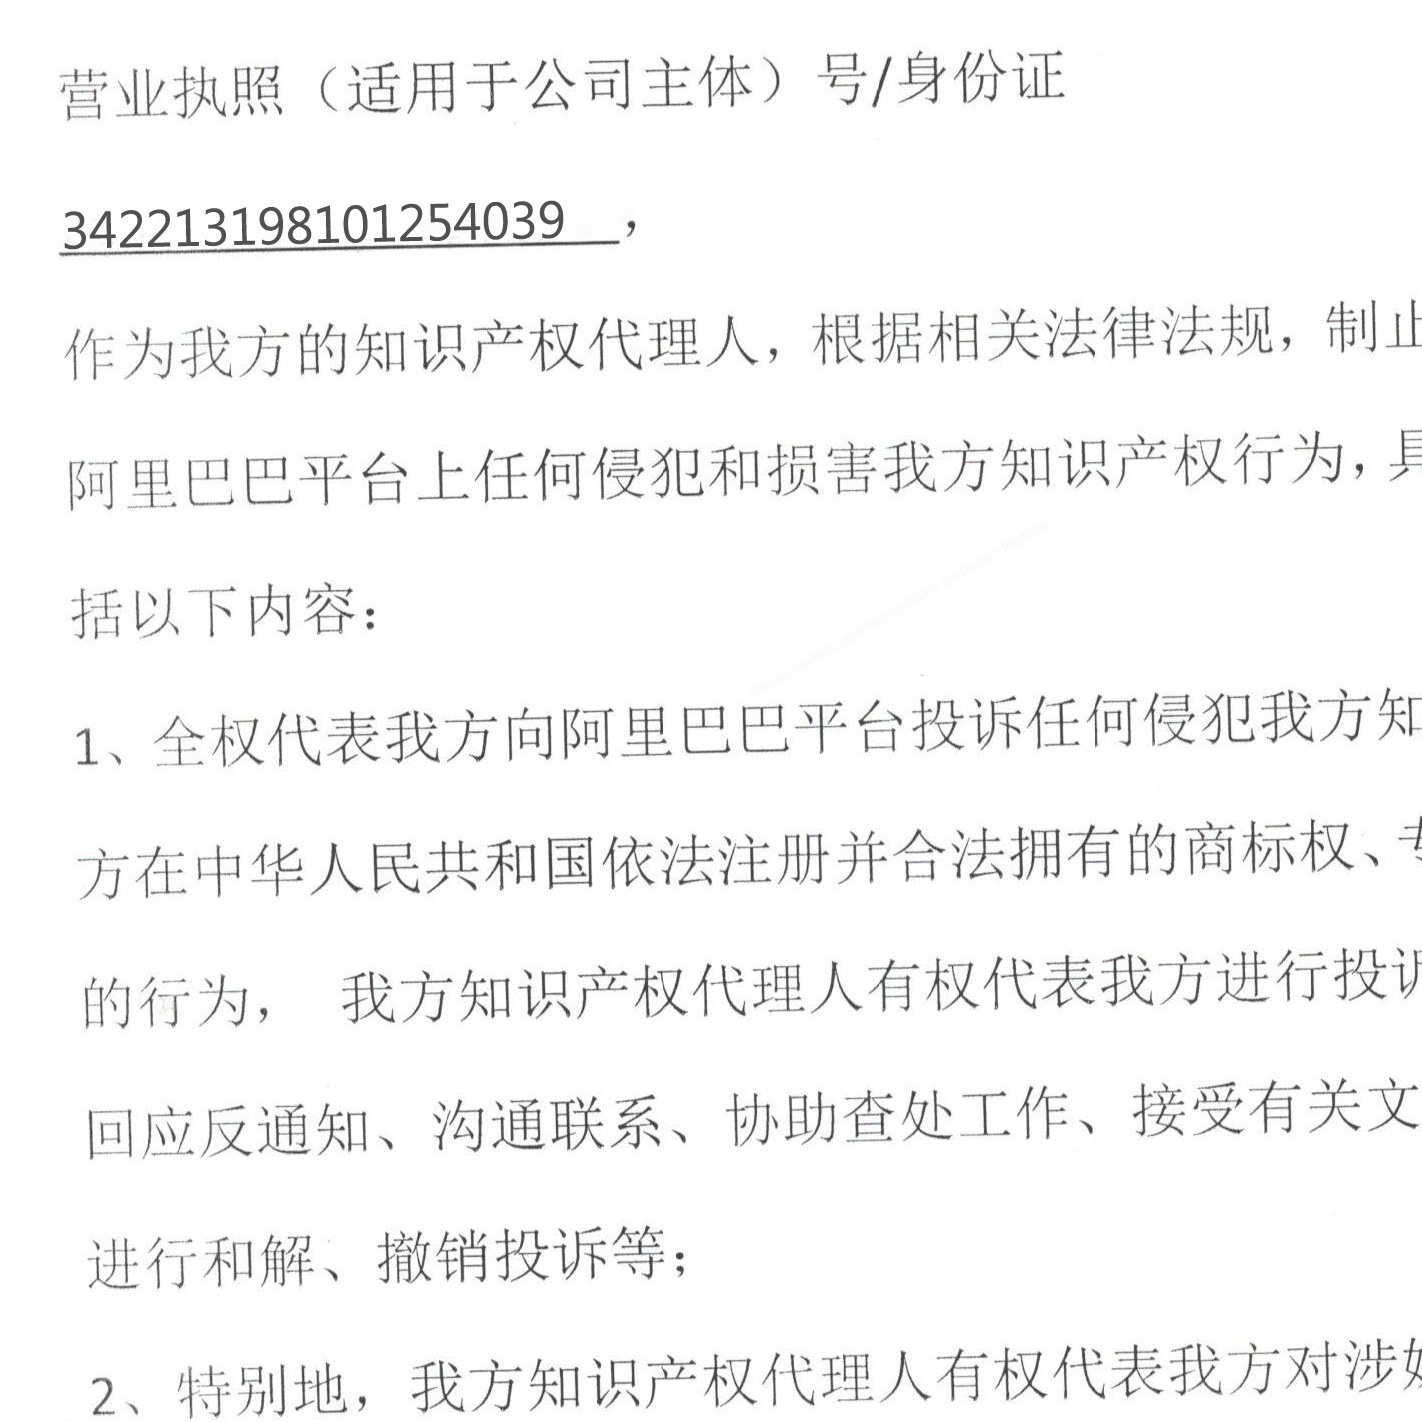 营业执照（适用于公司主体）号/身份证
342213198101254039，
作为我方的知识产权代理人，根据相关法律法规，制止
阿里巴巴平台上任何侵犯和损害我方知识产权行为，具
括以下内容：
1、全权代表我方向阿里巴巴平台投诉任何侵犯我方知
方在中华人民共和国依法注册并合法拥有的商标权、专
的行为， 我方知识产权代理人有权代表我方进行投诉
回应反通知、沟通联系、协助查处工作、接受有关文
进行和解、撤销投诉等；
2、特别地，我方知识产权代理人有权代表我方对涉嫌